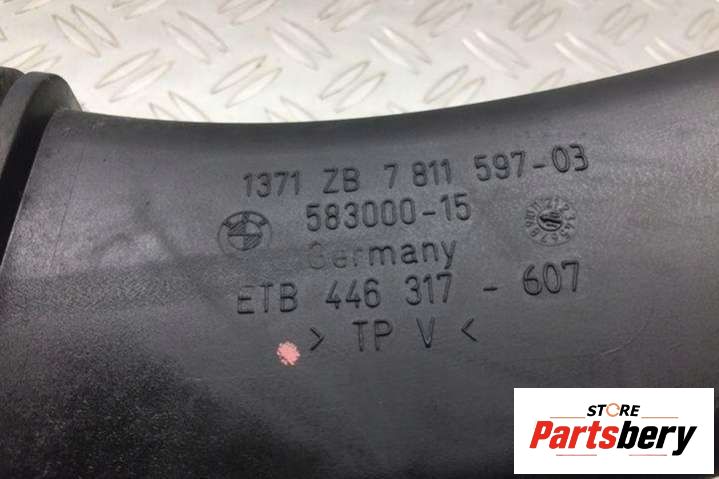 1371 ZB 7 811 597-03
583000-15
Germany
ETB 446 317 - 607
> TP V <
STORE
Partsbery